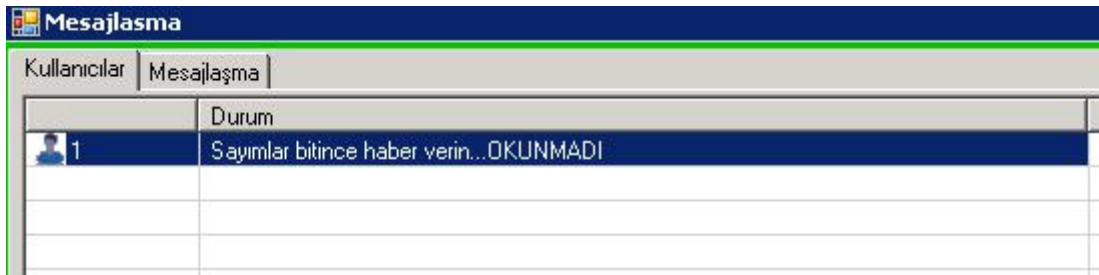 Mesajlasma
Kullanıcılar Mesajlaşma
Durum
1 Sayımlar bitince haber verin...OKUNMADI